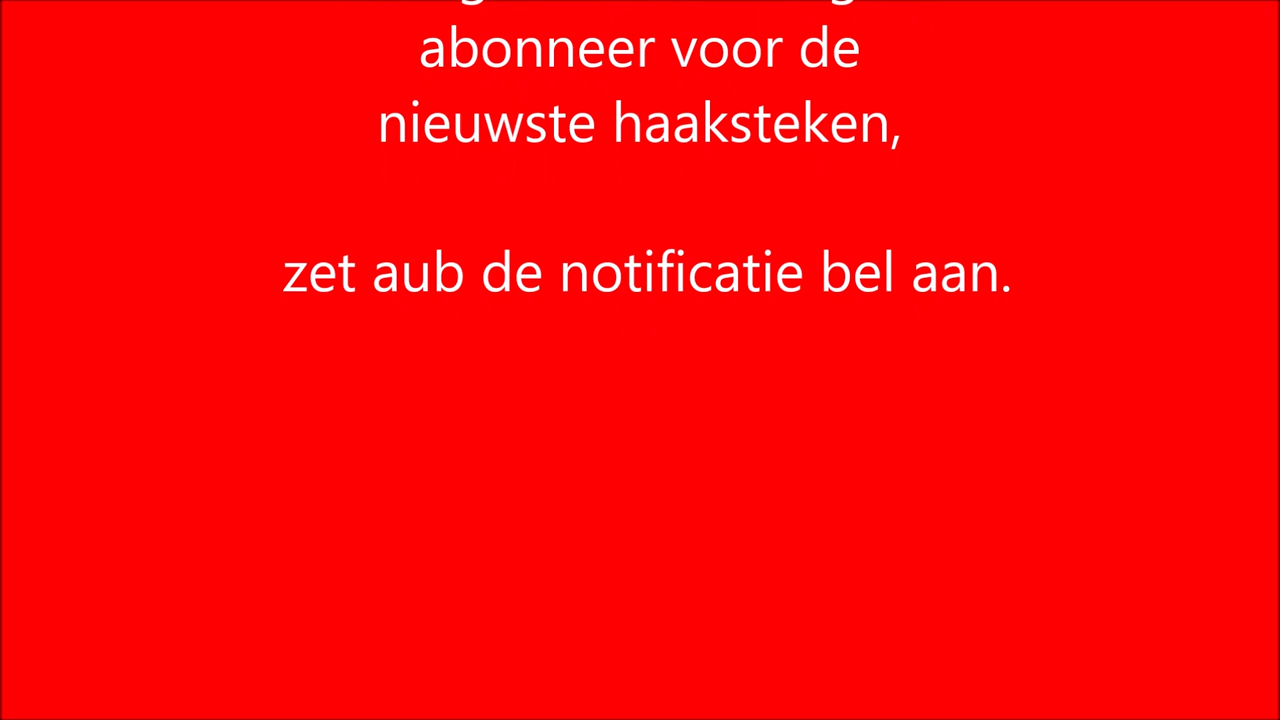 abonneer voor de
nieuwste haaksteken,
zet aub de notificatie bel aan.